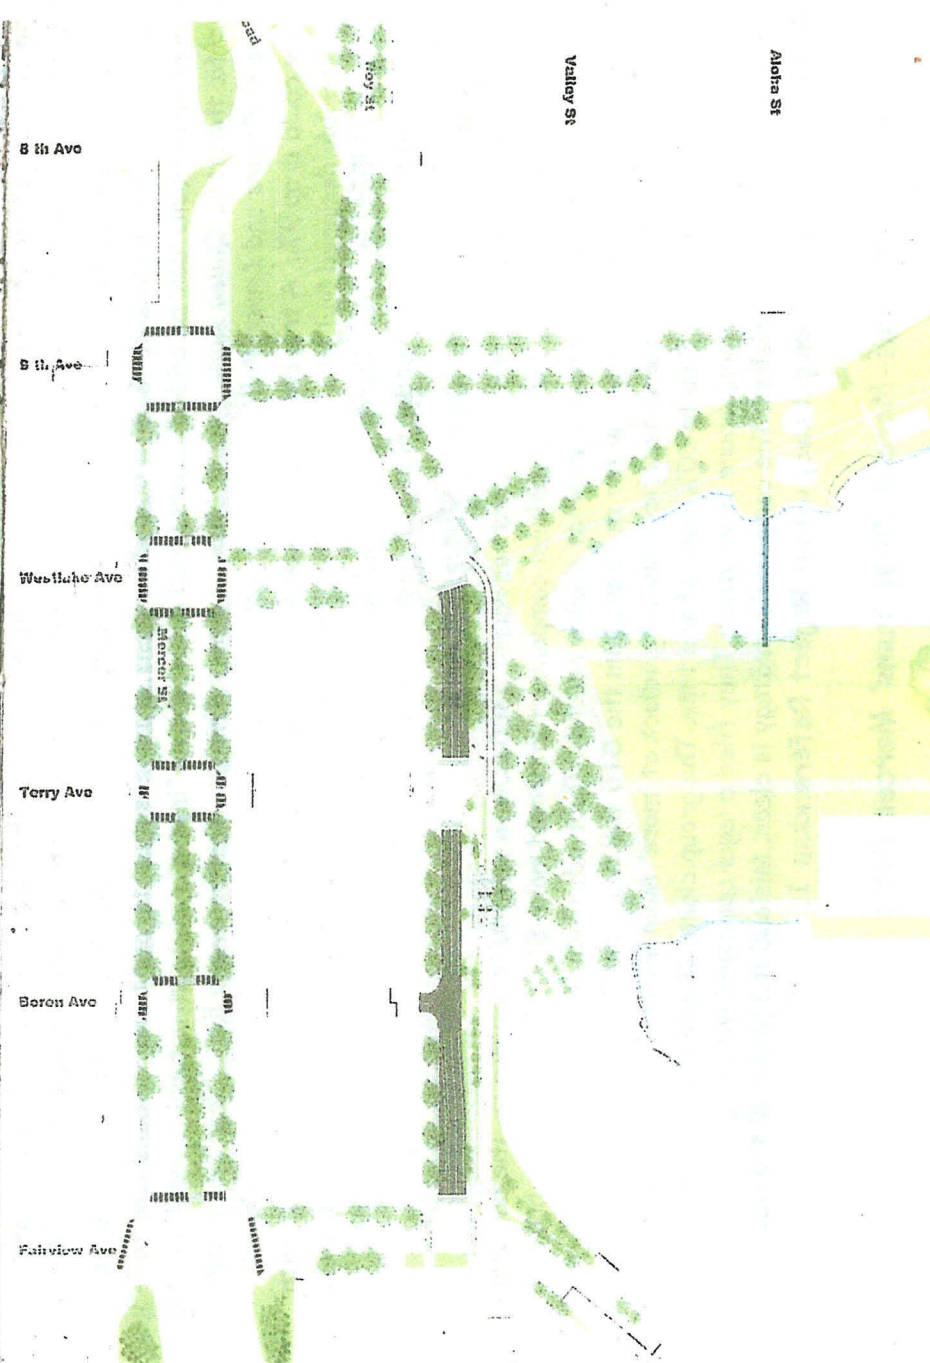 Roy St
Valley St
Aloha St
8 th Ave
9 th Ave
Westlake Ave
Mercer St
Terry Ave
Boren Ave
Fairview Ave